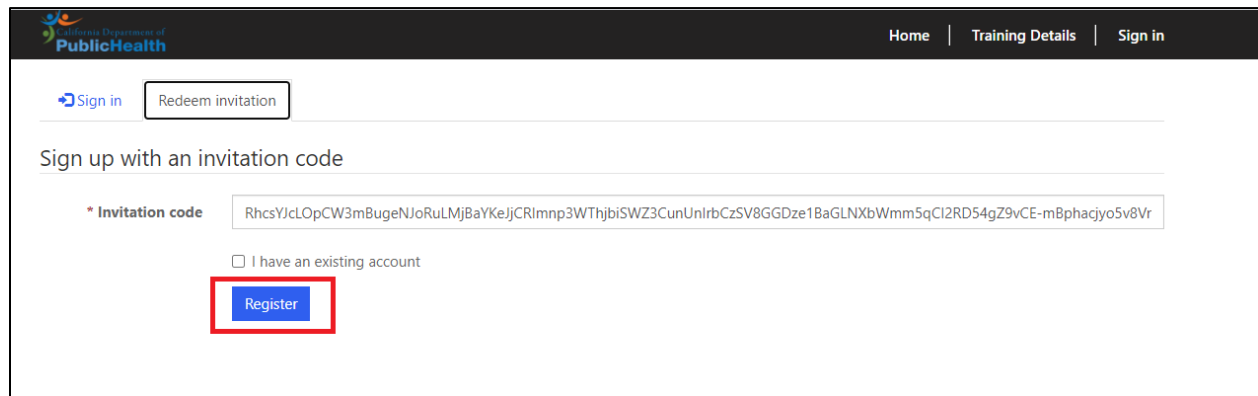 California Department of
PublicHealth
Home | Training Details | Sign in
Sign in
Redeem invitation
Sign up with an invitation code
* Invitation code
RhcsYJcLOpCW3mBugeNJoRuLMjBaYKeJjCRImnp3WThjbiSWZ3CunUnIrbCzSV8GGDze1BaGLNXbWmm5qCI2RD54gZ9vCE-mBphacjyo5v8Vr
I have an existing account
Register